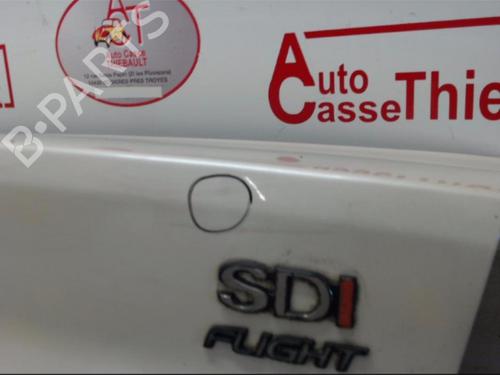 Auto Casse
THIEBAULT
B-PARTS
Auto
Casse Thie
SDI
FLIGHT